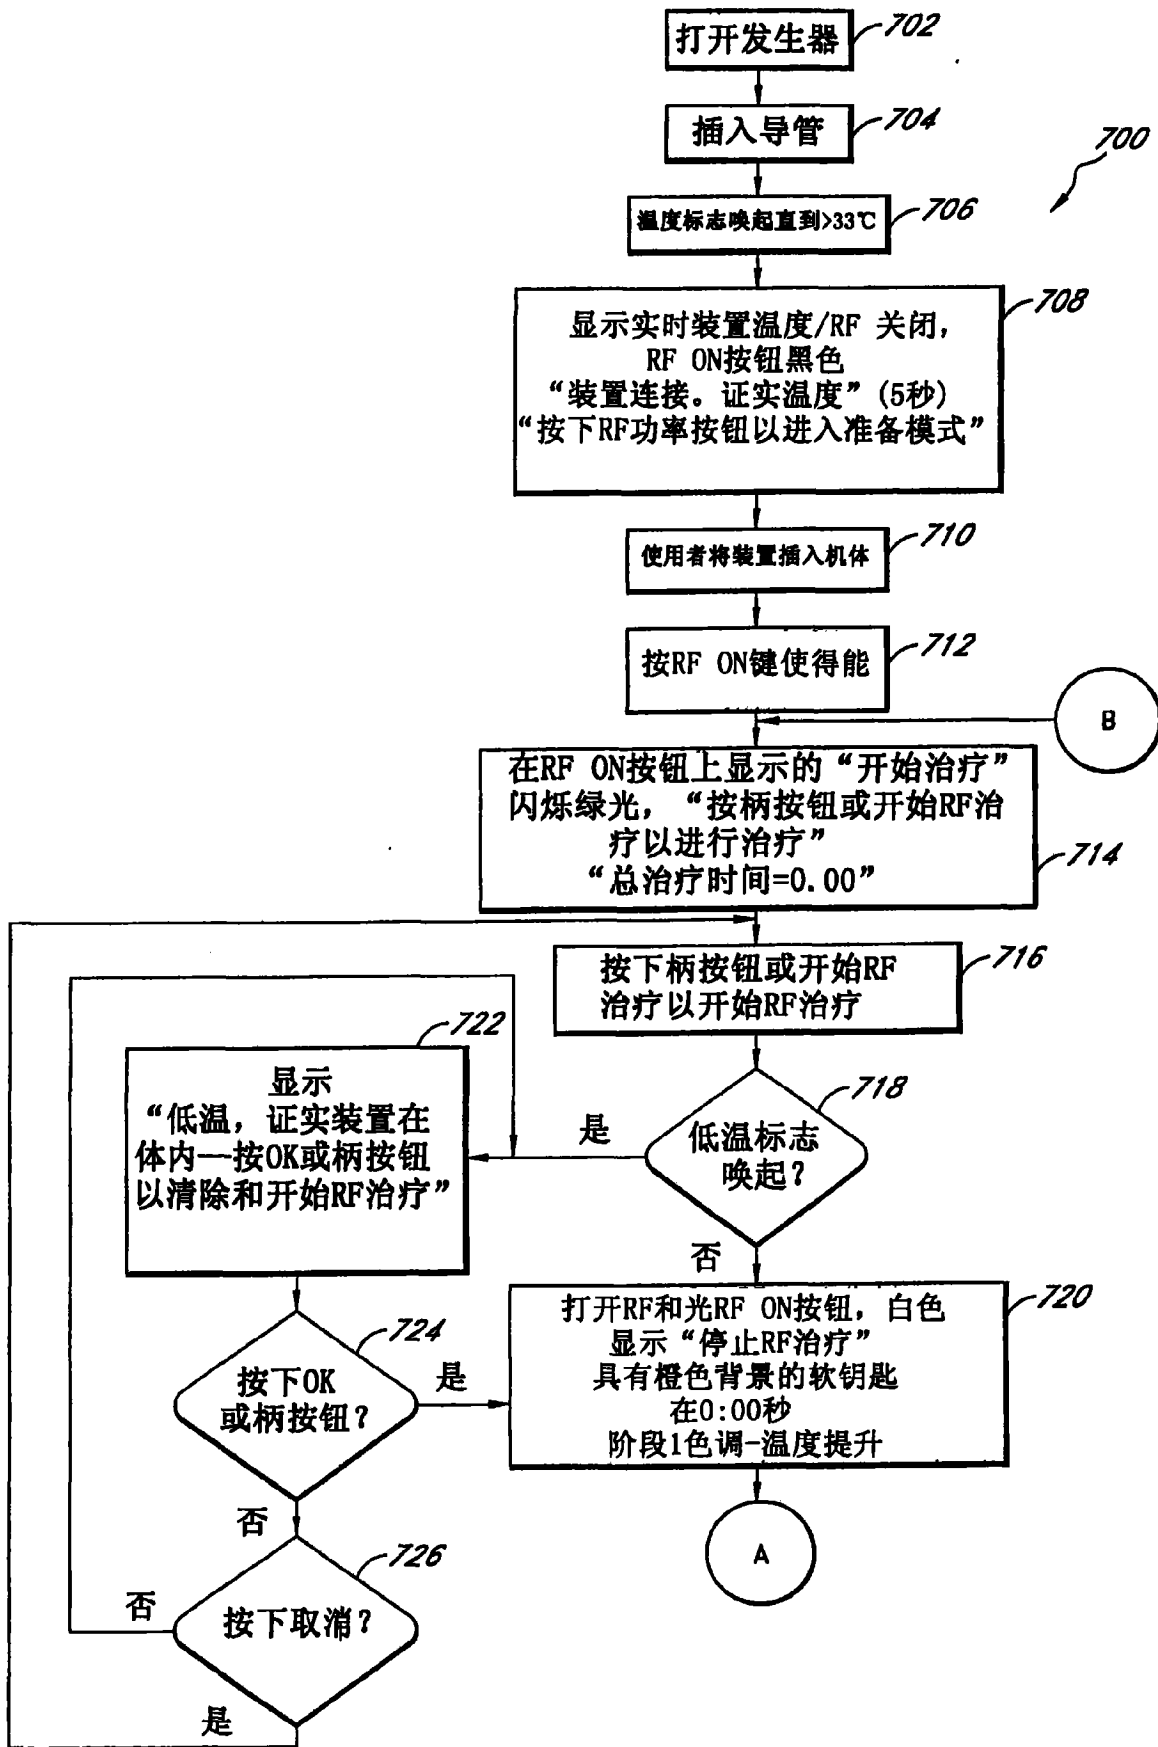 打开发生器
702
插入导管
704
700
温度标志唤起直到>33℃
706
708
显示实时装置温度/RF 关闭,
RF ON按钮黑色
“装置连接。证实温度”(5秒)
“按下RF功率按钮以进入准备模式”
使用者将装置插入机体
710
按RF ON键使得能
712
B
在RF ON按钮上显示的“开始治疗”
闪烁绿光, “按柄按钮或开始RF治
疗以进行治疗”
“总治疗时间=0.00”
714
按下柄按钮或开始RF
治疗以开始RF治疗
716
722
显示
“低温, 证实装置在
体内—按OK或柄按钮
以清除和开始RF治疗”
是
718
低温标志
唤起?
否
720
打开RF和光RF ON按钮, 白色
显示“停止RF治疗”
具有橙色背景的软钥匙
在0:00秒
阶段1色调-温度提升
724
按下OK
或柄按钮?
是
否
A
726
按下取消?
否
是